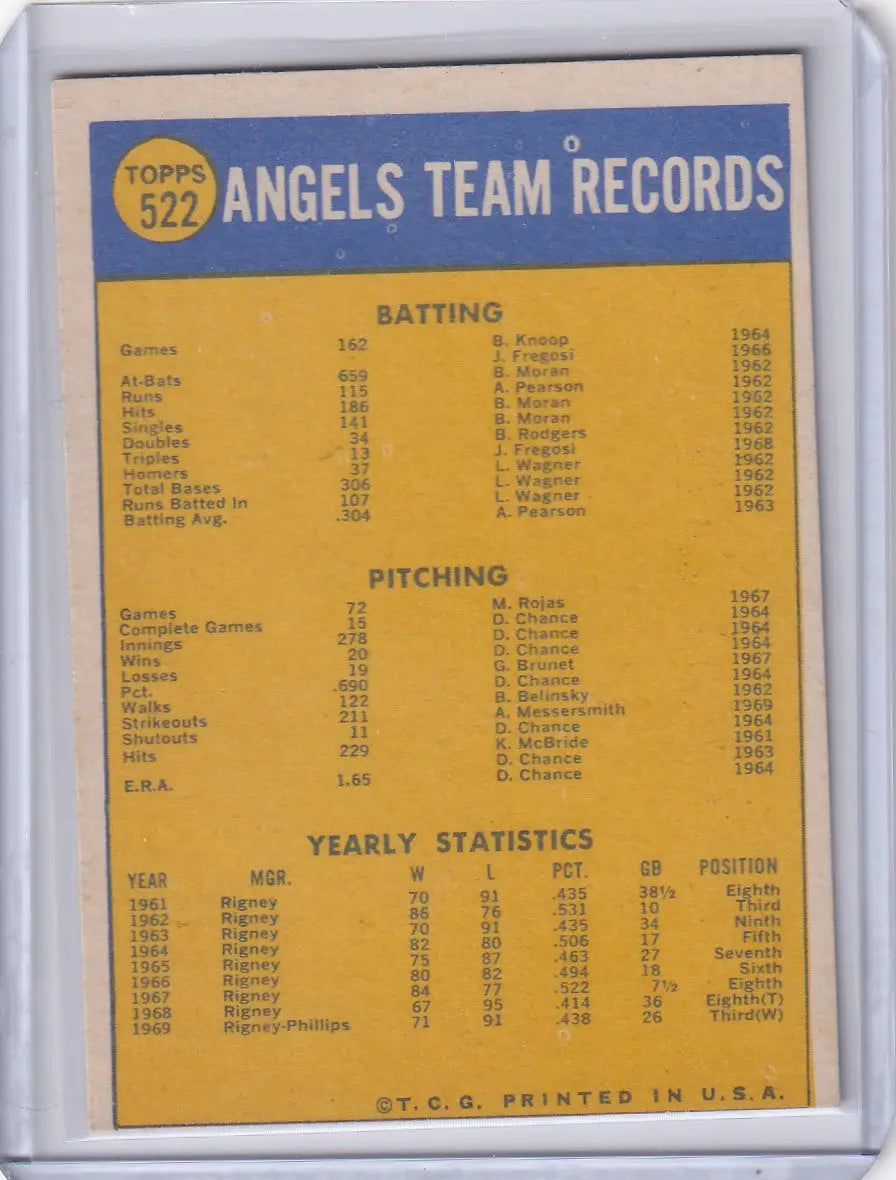 TOPPS
522
ANGELS TEAM RECORDS
BATTING
Games 162 B. Knoop 1964
J. Fregosi 1966
At-Bats 659 B. Moran 1962
Runs 115 A. Pearson 1962
Hits 186 B. Moran 1962
Singles 141 B. Moran 1962
Doubles 34 B. Rodgers 1962
Triples 13 J. Fregosi 1968
Homers 37 L. Wagner 1962
Total Bases 306 L. Wagner 1962
Runs Batted In 107 L. Wagner 1962
Batting Avg. .304 A. Pearson 1963
PITCHING
Games 72 M. Rojas 1967
Complete Games 15 D. Chance 1964
Innings 278 D. Chance 1964
Wins 20 D. Chance 1964
Losses 19 G. Brunet 1967
Pct. .690 D. Chance 1964
Walks 122 B. Belinsky 1962
Strikeouts 211 A. Messersmith 1969
Shutouts 11 D. Chance 1964
Hits 229 K. McBride 1961
D. Chance 1963
E.R.A. 1.65 D. Chance 1964
YEARLY STATISTICS
YEAR MGR. W L PCT. GB POSITION
1961 Rigney 70 91 .435 38½ Eighth
1962 Rigney 86 76 .531 10 Third
1963 Rigney 70 91 .435 34 Ninth
1964 Rigney 82 80 .506 17 Fifth
1965 Rigney 75 87 .463 27 Seventh
1966 Rigney 80 82 .494 18 Sixth
1967 Rigney 84 77 .522 7½ Eighth
1968 Rigney 67 95 .414 36 Eighth(T)
1969 Rigney-Phillips 71 91 .438 26 Third(W)
©T. C. G. PRINTED IN U. S. A.